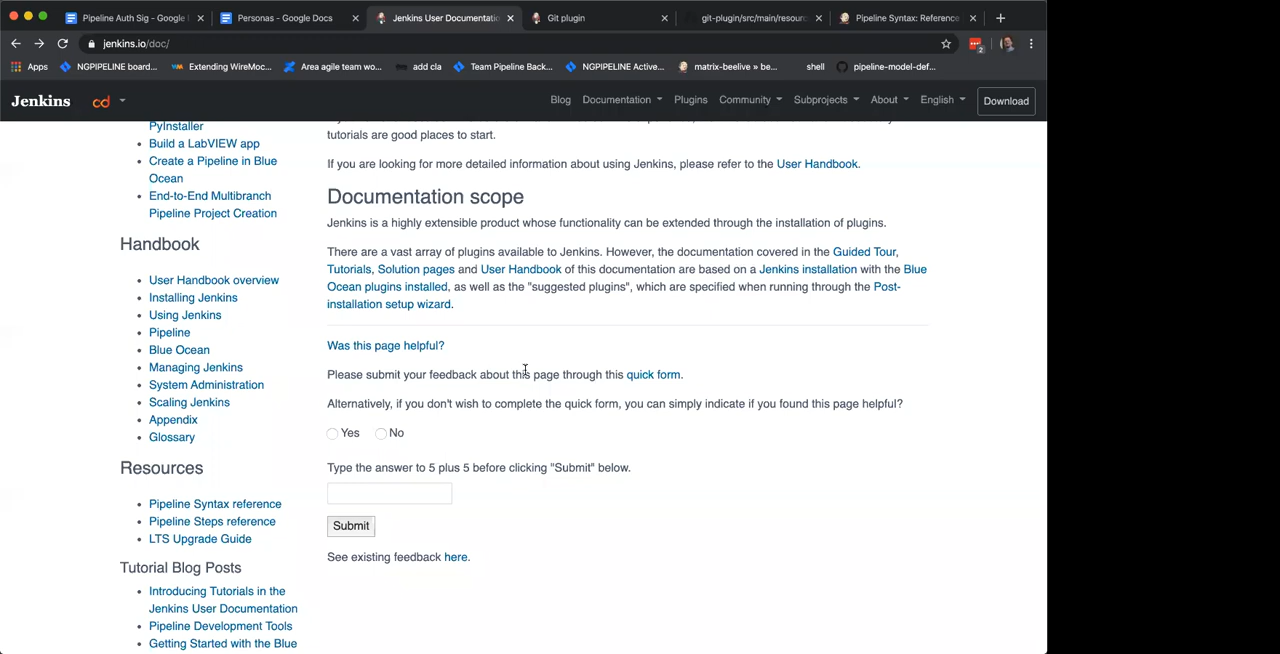 Pipeline Auth Sig - Google
Personas - Google Docs
Jenkins User Documentatio
Git plugin
git-plugin/src/main/resourc
Pipeline Syntax: Reference
jenkins.io/doc/
2
Apps
NGPIPELINE board...
Extending WireMoc...
Area agile team wo...
add cla
Team Pipeline Back...
NGPIPELINE Active...
matrix-beelive » be...
shell
pipeline-model-def...
Jenkins
cd
Blog
Documentation
Plugins
Community
Subprojects
About
English
Download
PyInstaller
Build a LabVIEW app
Create a Pipeline in Blue
Ocean
End-to-End Multibranch
Pipeline Project Creation
Handbook
User Handbook overview
Installing Jenkins
Using Jenkins
Pipeline
Blue Ocean
Managing Jenkins
System Administration
Scaling Jenkins
Appendix
Glossary
Resources
Pipeline Syntax reference
Pipeline Steps reference
LTS Upgrade Guide
Tutorial Blog Posts
Introducing Tutorials in the
Jenkins User Documentation
Pipeline Development Tools
Getting Started with the Blue
tutorials are good places to start.
If you are looking for more detailed information about using Jenkins, please refer to the User Handbook.
Documentation scope
Jenkins is a highly extensible product whose functionality can be extended through the installation of plugins.
There are a vast array of plugins available to Jenkins. However, the documentation covered in the Guided Tour,
Tutorials, Solution pages and User Handbook of this documentation are based on a Jenkins installation with the Blue
Ocean plugins installed, as well as the "suggested plugins", which are specified when running through the Post-
installation setup wizard.
Was this page helpful?
Please submit your feedback about this page through this quick form.
Alternatively, if you don't wish to complete the quick form, you can simply indicate if you found this page helpful?
Yes No
Type the answer to 5 plus 5 before clicking "Submit" below.
Submit
See existing feedback here.